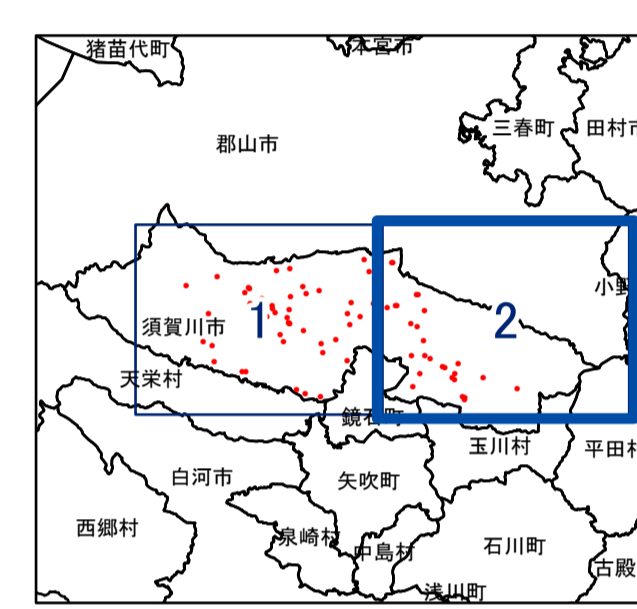 猪苗代町
本宮市
三春町
田村市
郡山市
小野
須賀川市
1
2
天栄村
鏡石町
玉川村
平田村
白河市
矢吹町
西郷村
泉崎村
中島村
石川町
古殿
浅川町